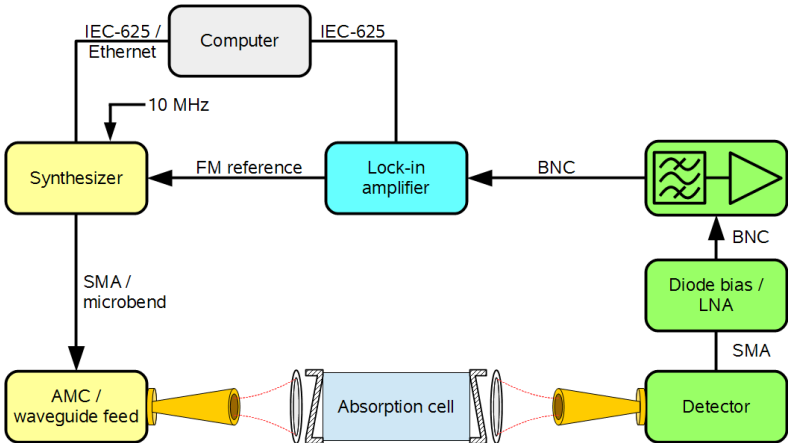 IEC-625 /
Ethernet
Computer
IEC-625
10 MHz
Synthesizer
FM reference
Lock-in
amplifier
BNC
BNC
Diode bias /
LNA
SMA /
microbend
SMA
AMC /
waveguide feed
Absorption cell
Detector